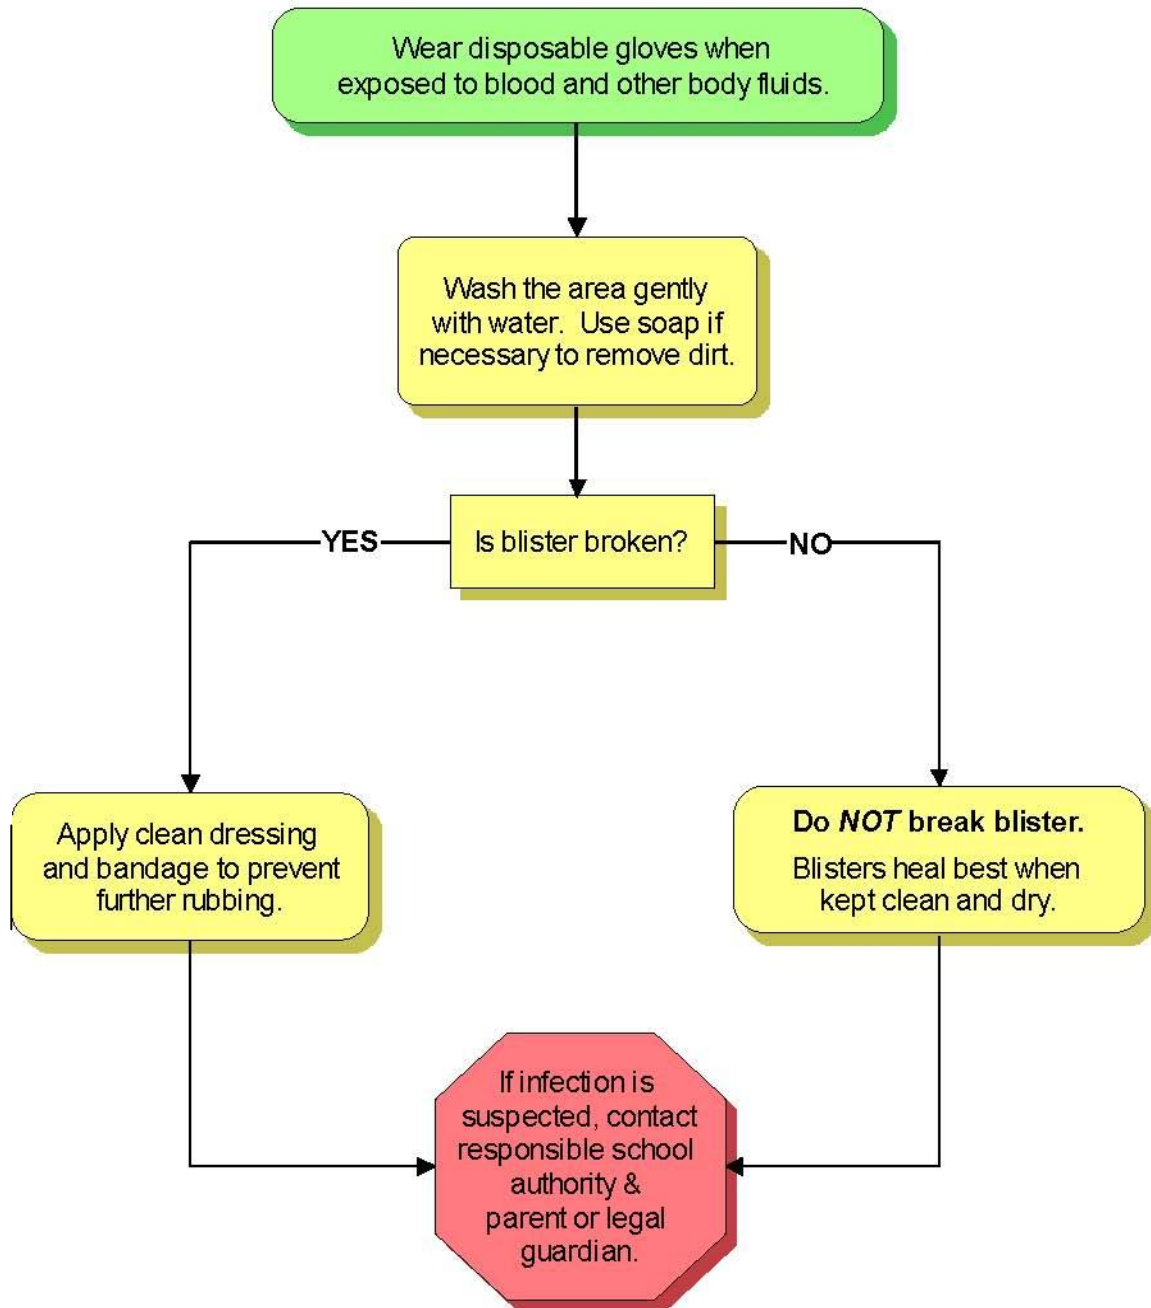 Wear disposable gloves when
exposed to blood and other body fluids.
Wash the area gently
with water. Use soap if
necessary to remove dirt.
Is blister broken?
YES
NO
Apply clean dressing
and bandage to prevent
further rubbing.
Do NOT break blister.
Blisters heal best when
kept clean and dry.
If infection is
suspected, contact
responsible school
authority &
parent or legal
guardian.